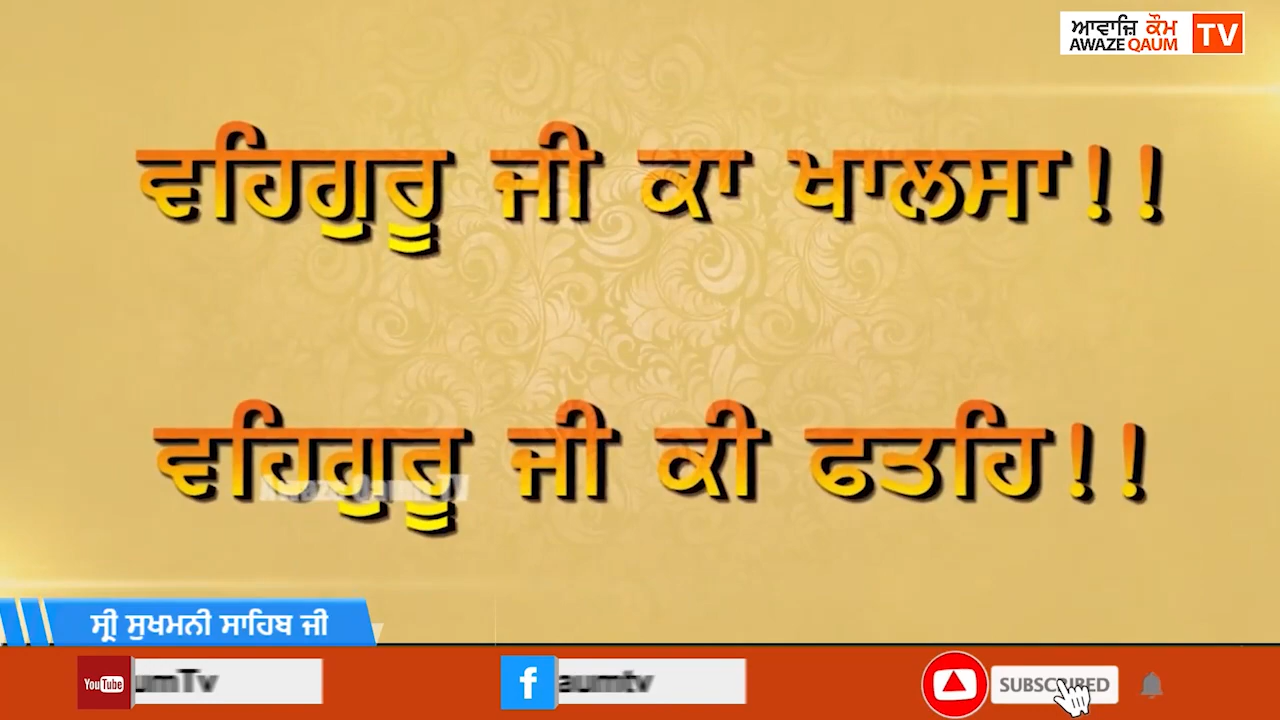 ਆਵਾਜ਼ਿ ਕੌਮ
AWAZE QAUM TV
ਵਹਿਗੁਰੂ ਜੀ ਕਾ ਖਾਲਸਾ!!
ਵਹਿਗੁਰੂ ਜੀ ਕੀ ਫਤਹਿ!!
ਸ੍ਰੀ ਸੁਖਮਨੀ ਸਾਹਿਬ ਜੀ
YouTube umTv f aumtv SUBSCRIBED